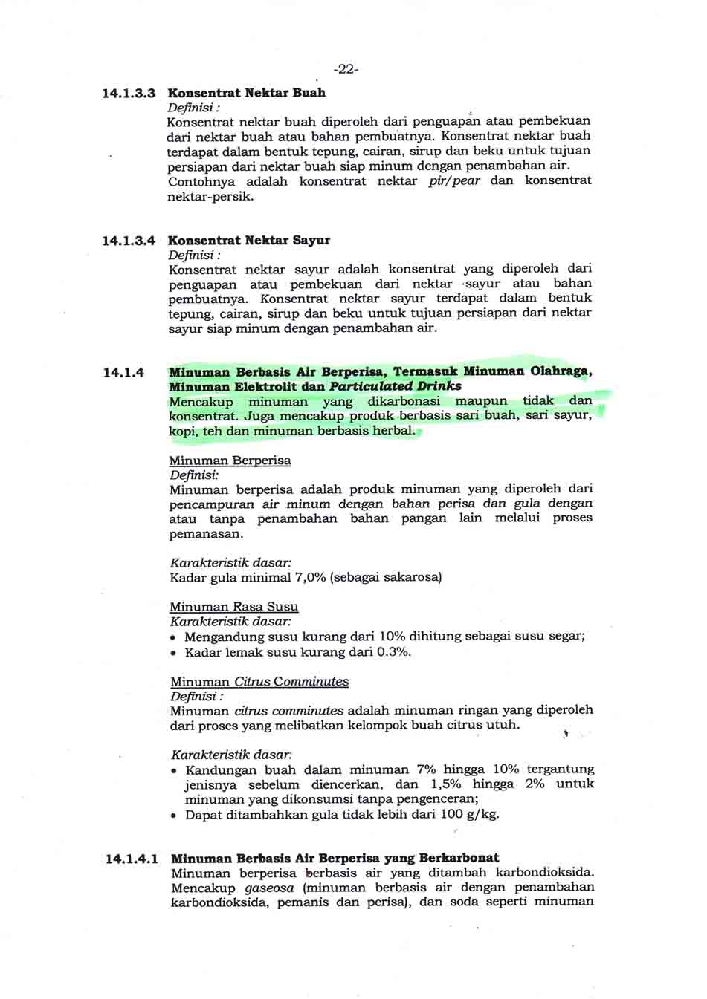 -22-
14.1.3.3 Konsentrat Nektar Buah
Definisi :
Konsentrat nektar buah diperoleh dari penguapan atau pembekuan
dari nektar buah atau bahan pembuatnya. Konsentrat nektar buah
terdapat dalam bentuk tepung, cairan, sirup dan beku untuk tujuan
persiapan dari nektar buah siap minum dengan penambahan air.
Contohnya adalah konsentrat nektar pir/pear dan konsentrat
nektar-persik.
14.1.3.4 Konsentrat Nektar Sayur
Definisi :
Konsentrat nektar sayur adalah konsentrat yang diperoleh dari
penguapan atau pembekuan dari nektar sayur atau bahan
pembuatnya. Konsentrat nektar sayur terdapat dalam bentuk
tepung, cairan, sirup dan beku untuk tujuan persiapan dari nektar
sayur siap minum dengan penambahan air.
14.1.4 Minuman Berbasis Air Berperisa, Termasuk Minuman Olahraga,
Minuman Elektrolit dan Particulated Drinks
Mencakup minuman yang dikarbonasi maupun tidak dan
konsentrat. Juga mencakup produk berbasis sari buah, sari sayur,
kopi, teh dan minuman berbasis herbal.
Minuman Berperisa
Definisi:
Minuman berperisa adalah produk minuman yang diperoleh dari
pencampuran air minum dengan bahan perisa dan gula dengan
atau tanpa penambahan bahan pangan lain melalui proses
pemanasan.
Karakteristik dasar:
Kadar gula minimal 7,0% (sebagai sakarosa)
Minuman Rasa Susu
Karakteristik dasar:
• Mengandung susu kurang dari 10% dihitung sebagai susu segar;
• Kadar lemak susu kurang dari 0.3%.
Minuman Citrus Comminutes
Definisi :
Minuman citrus comminutes adalah minuman ringan yang diperoleh
dari proses yang melibatkan kelompok buah citrus utuh.
Karakteristik dasar:
• Kandungan buah dalam minuman 7% hingga 10% tergantung
jenisnya sebelum diencerkan, dan 1,5% hingga 2% untuk
minuman yang dikonsumsi tanpa pengenceran;
• Dapat ditambahkan gula tidak lebih dari 100 g/kg.
14.1.4.1 Minuman Berbasis Air Berperisa yang Berkarbonat
Minuman berperisa berbasis air yang ditambah karbondioksida.
Mencakup gaseosa (minuman berbasis air dengan penambahan
karbondioksida, pemanis dan perisa), dan soda seperti minuman